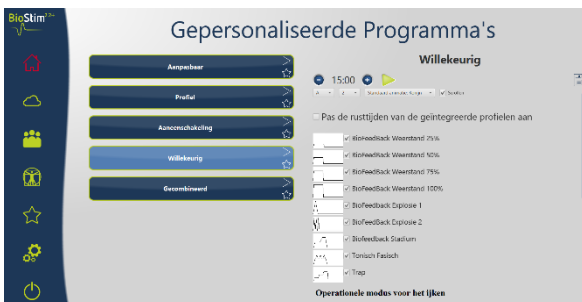 BioStim
Gepersonaliseerde Programma's
Aanpasbaar
Profiel
Aaneenschakeling
Willekeurig
Gecombineerd
Willekeurig
15:00
Pas de rusttijden van de geïntegreerde profielen aan
BioFeedBack Weerstand 25%
BioFeedBack Weerstand 50%
BioFeedBack Weerstand 75%
BioFeedBack Weerstand 100%
BioFeedBack Explosie 1
BioFeedBack Explosie 2
Biofeedback Stadium
Tonisch Fasisch
Trap
Operationele modus voor het ijken